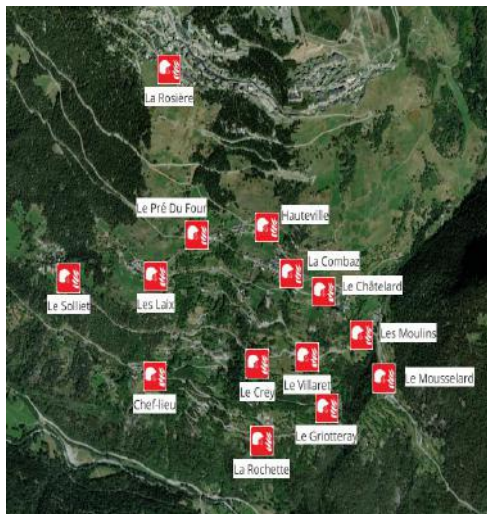 La Rosière
Le Pré Du Four
Hauteville
La Combaz
Le Solliet
Les Laix
Le Châtelard
Les Moulins
Le Crey
Le Villaret
Le Mousselard
Chef-lieu
Le Griotteray
La Rochette